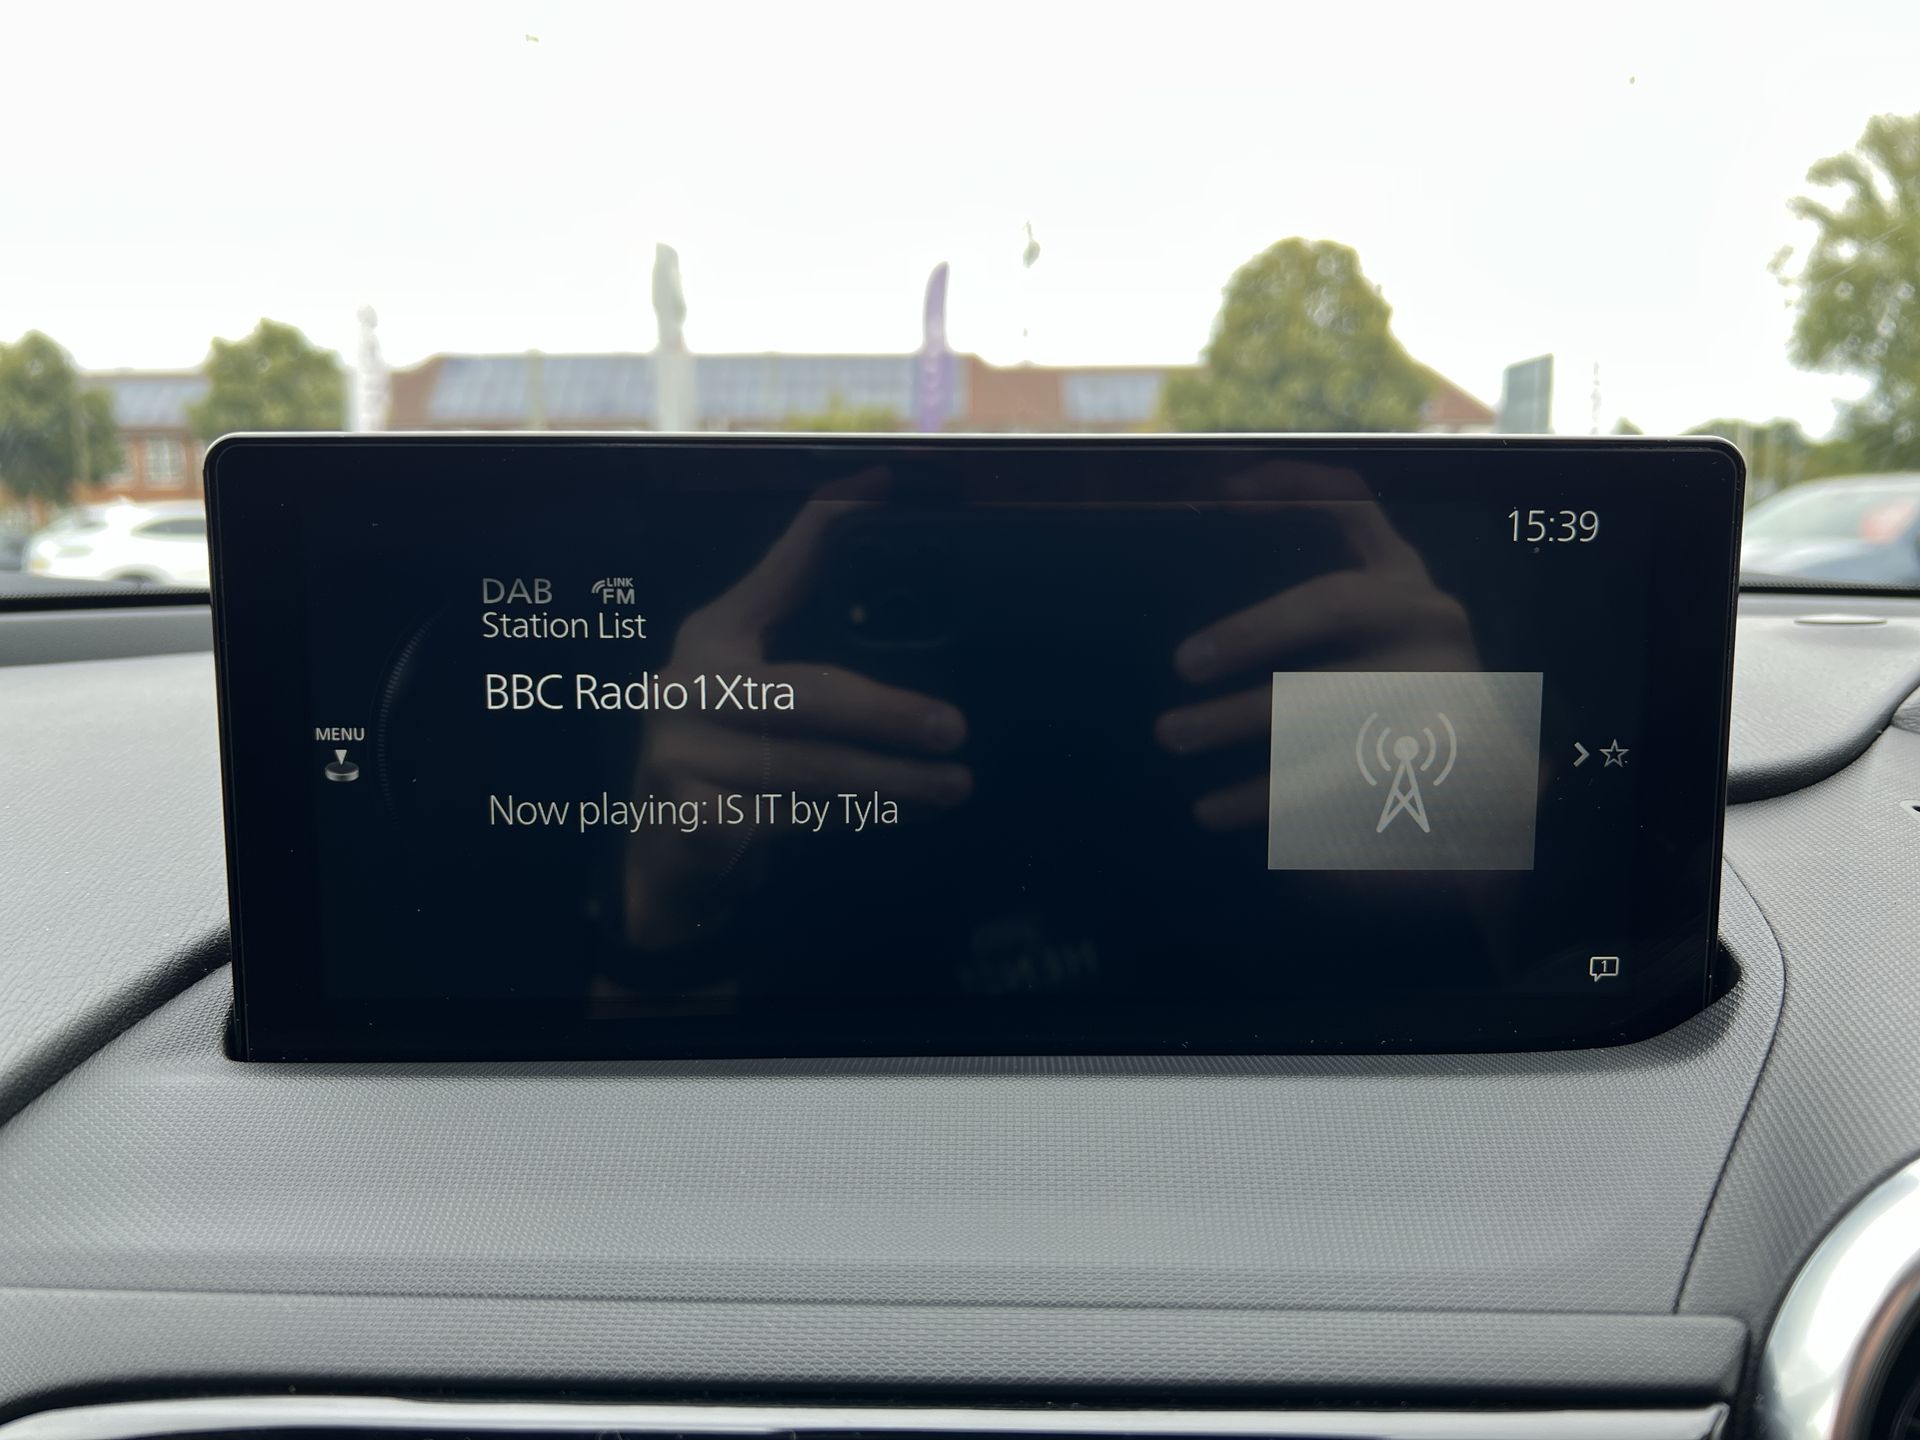 15:39
DAB LINK FM
Station List
BBC Radio1Xtra
MENU
Now playing: IS IT by Tyla
1